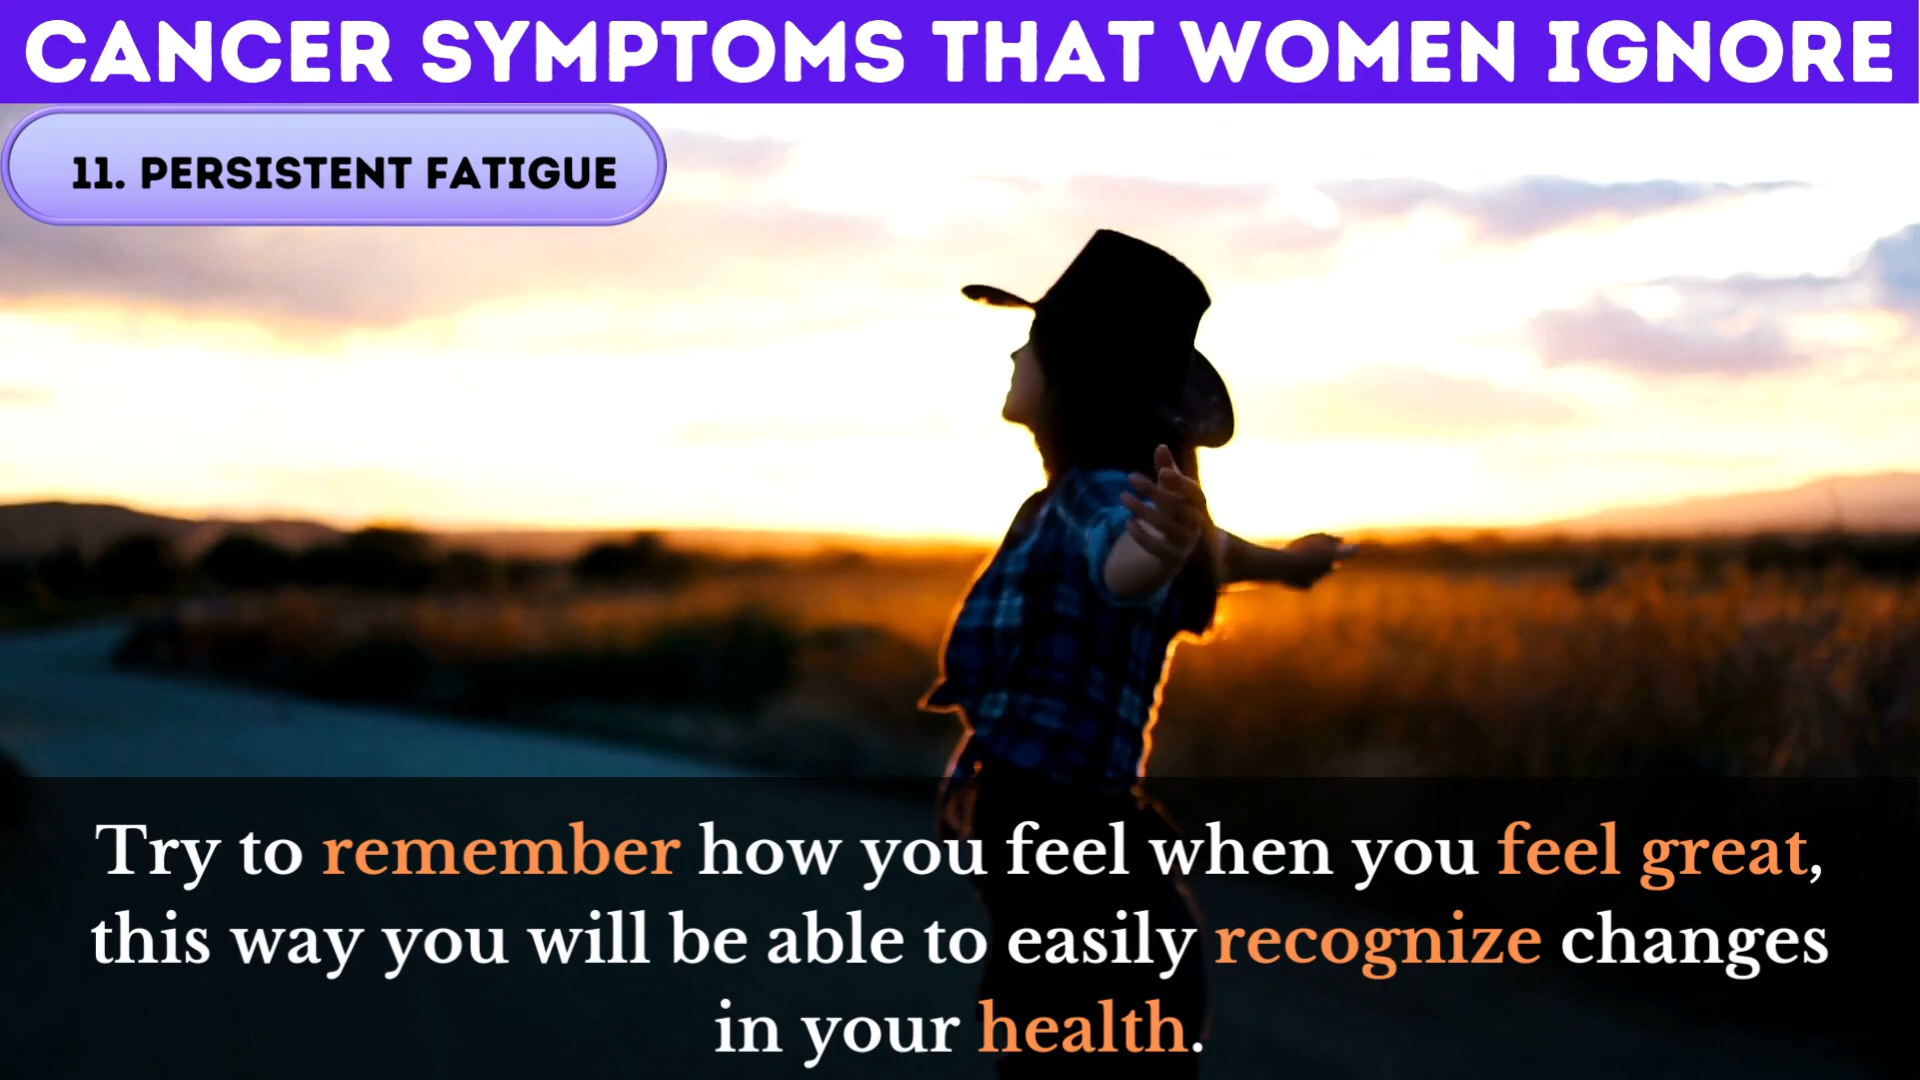 CANCER SYMPTOMS THAT WOMEN IGNORE
11. PERSISTENT FATIGUE
Try to remember how you feel when you feel great,
this way you will be able to easily recognize changes
in your health.